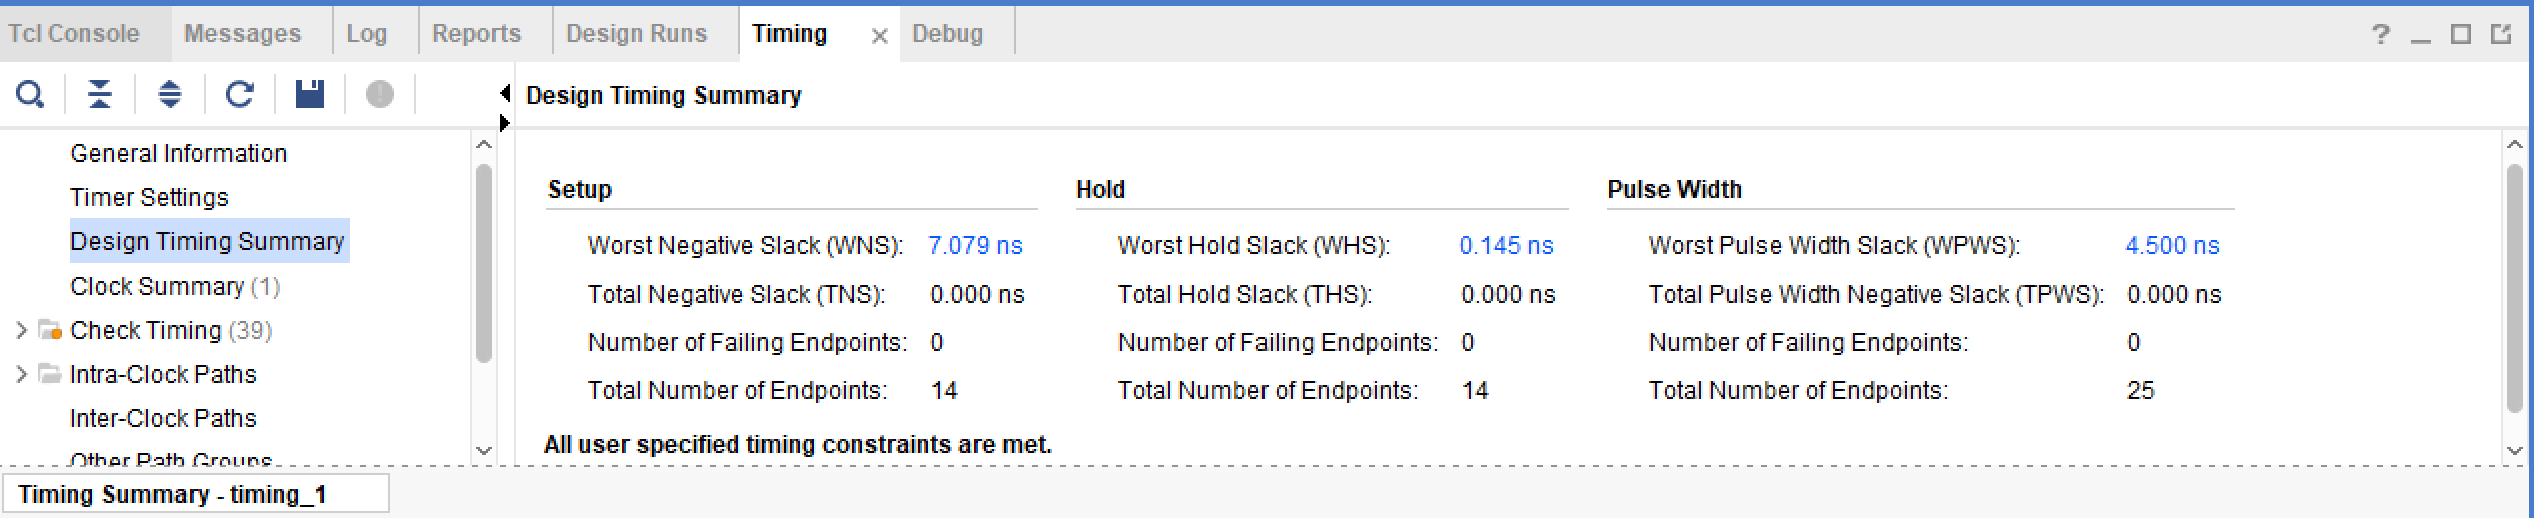 Tcl Console Messages Log Reports Design Runs Timing × Debug ?
Design Timing Summary
General Information
Timer Settings
Design Timing Summary
Clock Summary (1)
Check Timing (39)
Intra-Clock Paths
Inter-Clock Paths
Other Path Groups
Setup Hold Pulse Width
Worst Negative Slack (WNS): 7.079 ns Worst Hold Slack (WHS): 0.145 ns Worst Pulse Width Slack (WPWS): 4.500 ns
Total Negative Slack (TNS): 0.000 ns Total Hold Slack (THS): 0.000 ns Total Pulse Width Negative Slack (TPWS): 0.000 ns
Number of Failing Endpoints: 0 Number of Failing Endpoints: 0 Number of Failing Endpoints: 0
Total Number of Endpoints: 14 Total Number of Endpoints: 14 Total Number of Endpoints: 25
All user specified timing constraints are met.
Timing Summary - timing_1